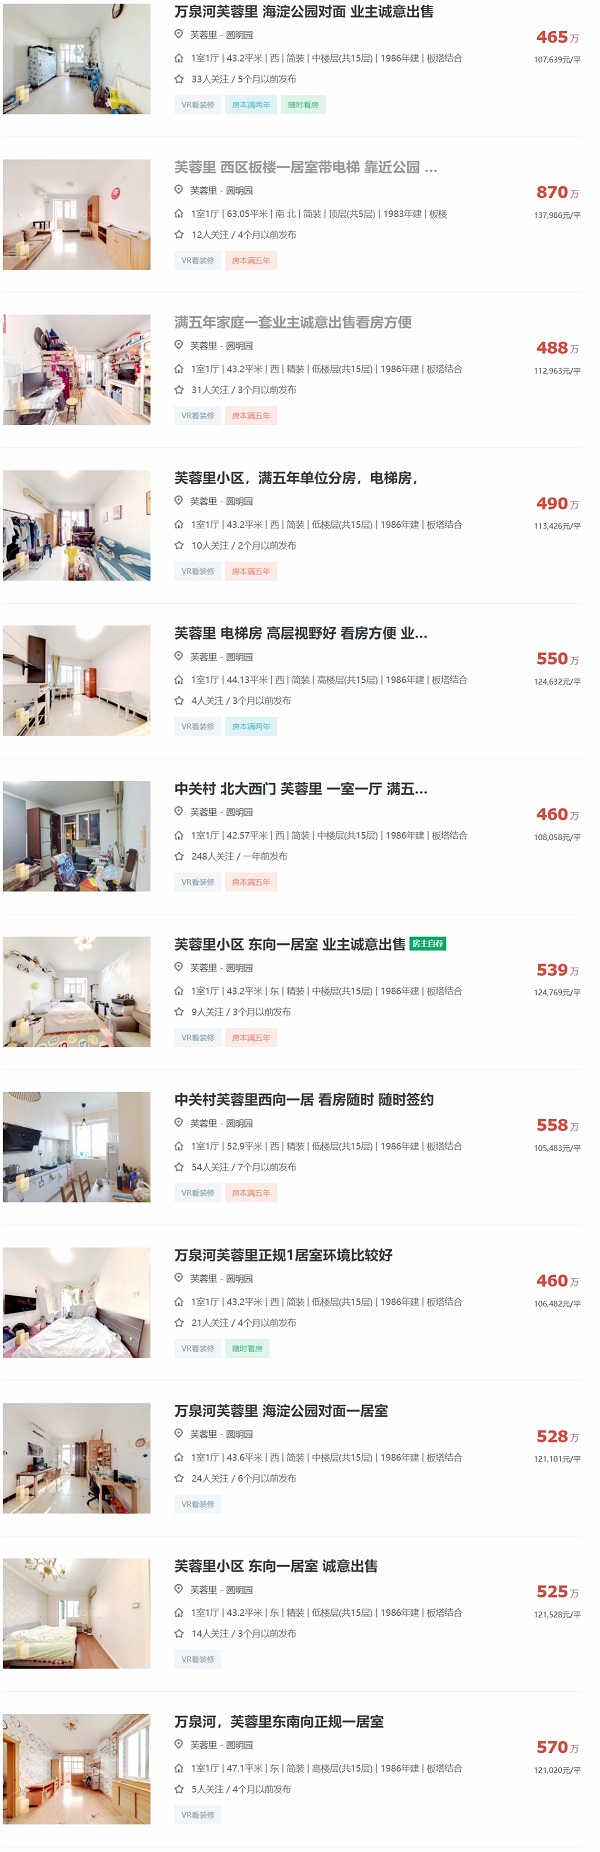 万泉河芙蓉里 海淀公园对面 业主诚意出售
芙蓉里 - 圆明园
465万
1室1厅 | 43.2平米 | 西 | 简装 | 中楼层(共15层) | 1986年建 | 板塔结合
107,639元/平
33人关注 / 5个月以前发布
VR看装修 房本满两年 随时看房
芙蓉里 西区板楼一居室带电梯 靠近公园 ...
芙蓉里 - 圆明园
870万
1室1厅 | 63.05平米 | 南 北 | 简装 | 顶层(共5层) | 1983年建 | 板楼
137,986元/平
12人关注 / 4个月以前发布
VR看装修 房本满五年
满五年家庭一套业主诚意出售看房方便
芙蓉里 - 圆明园
488万
1室1厅 | 43.2平米 | 西 | 精装 | 低楼层(共15层) | 1986年建 | 板塔结合
112,963元/平
31人关注 / 3个月以前发布
VR看装修 房本满五年
芙蓉里小区，满五年单位分房，电梯房，
芙蓉里 - 圆明园
490万
1室1厅 | 43.2平米 | 西 | 简装 | 低楼层(共15层) | 1986年建 | 板塔结合
113,426元/平
10人关注 / 2个月以前发布
VR看装修 房本满五年
芙蓉里 电梯房 高层视野好 看房方便 业...
芙蓉里 - 圆明园
550万
1室1厅 | 44.13平米 | 西 | 简装 | 高楼层(共15层) | 1986年建 | 板塔结合
124,632元/平
4人关注 / 3个月以前发布
VR看装修 房本满两年
中关村 北大西门 芙蓉里 一室一厅 满五...
芙蓉里 - 圆明园
460万
1室1厅 | 42.57平米 | 西 | 简装 | 中楼层(共15层) | 1986年建 | 板塔结合
108,058元/平
248人关注 / 一年前发布
VR看装修 房本满五年
芙蓉里小区 东向一居室 业主诚意出售 房主自荐
芙蓉里 - 圆明园
539万
1室1厅 | 43.2平米 | 东 | 精装 | 中楼层(共15层) | 1986年建 | 板塔结合
124,769元/平
9人关注 / 3个月以前发布
VR看装修 房本满五年
中关村芙蓉里西向一居 看房随时 随时签约
芙蓉里 - 圆明园
558万
1室1厅 | 52.9平米 | 西 | 精装 | 低楼层(共15层) | 1986年建 | 板塔结合
105,483元/平
54人关注 / 7个月以前发布
VR看装修 房本满五年
万泉河芙蓉里正规1居室环境比较好
芙蓉里 - 圆明园
460万
1室1厅 | 43.2平米 | 西 | 简装 | 低楼层(共15层) | 1986年建 | 板塔结合
106,482元/平
21人关注 / 4个月以前发布
VR看装修 随时看房
万泉河芙蓉里 海淀公园对面一居室
芙蓉里 - 圆明园
528万
1室1厅 | 43.6平米 | 西 | 简装 | 中楼层(共15层) | 1986年建 | 板塔结合
121,101元/平
24人关注 / 6个月以前发布
VR看装修
芙蓉里小区 东向一居室 诚意出售
芙蓉里 - 圆明园
525万
1室1厅 | 43.2平米 | 东 | 精装 | 低楼层(共15层) | 1986年建 | 板塔结合
121,528元/平
14人关注 / 3个月以前发布
VR看装修
万泉河，芙蓉里东南向正规一居室
芙蓉里 - 圆明园
570万
1室1厅 | 47.1平米 | 东 | 简装 | 高楼层(共15层) | 1986年建 | 板塔结合
121,020元/平
5人关注 / 4个月以前发布
VR看装修